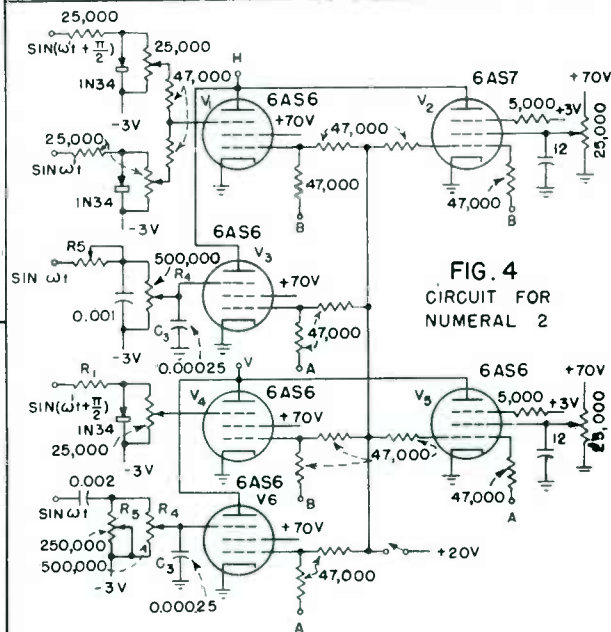 25,000
SIN(ωt + π/2)
25,000
1N34
47,000
-3V
25,000
SIN ωt
1N34
-3V
H
V1
6AS6
+70V
47,000
B
V2
6AS7
+70V
5,000
+3V
12
25,000
47,000
B
R5
500,000
SIN ωt
R4
0.001
C3
0.00025
-3V
6AS6
V3
+70V
47,000
A
FIG. 4
CIRCUIT FOR
NUMERAL 2
R1
SIN(ωt + π/2)
1N34
25,000
-3V
V
V4
6AS6
+70V
47,000
B
V5
6AS6
+70V
5,000
+3V
12
25,000
47,000
A
0.002
SIN ωt
R5
R4
250,000
500,000
C3
-3V
0.00025
6AS6
V6
+70V
47,000
+20V
A